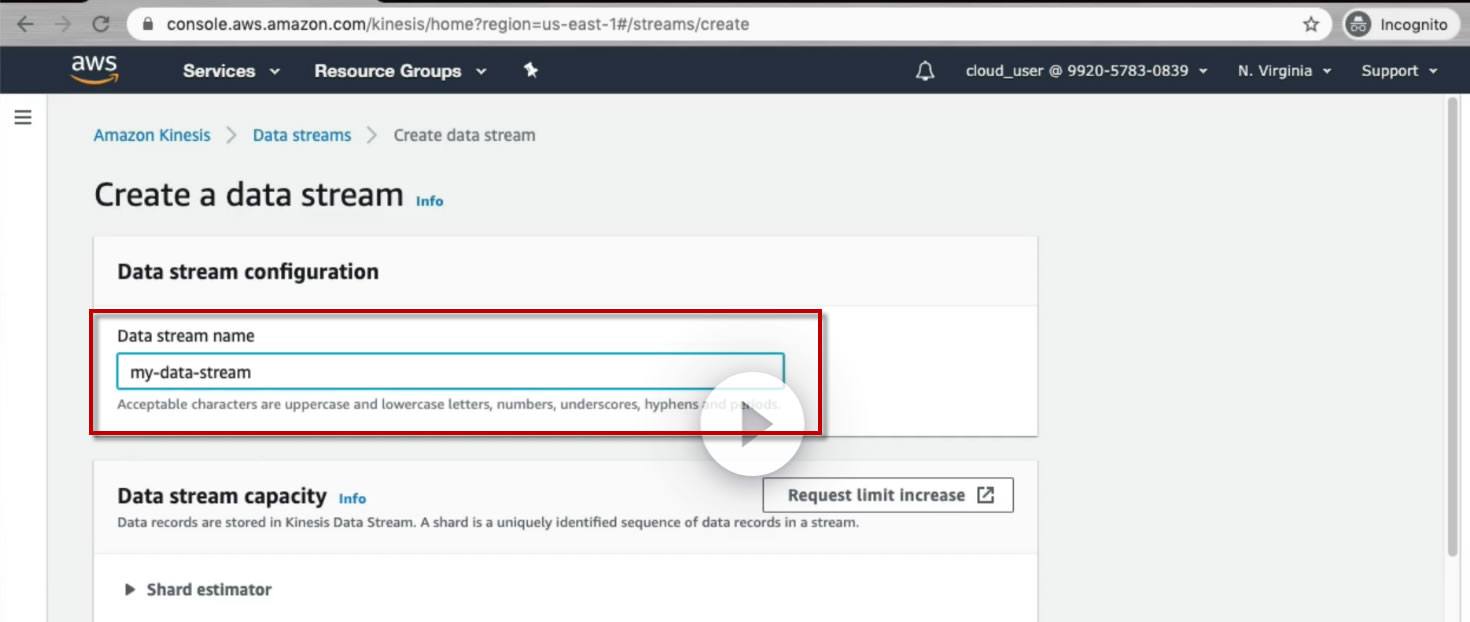 console.aws.amazon.com/kinesis/home?region=us-east-1#/streams/create
Incognito
aws
Services
Resource Groups
cloud_user @ 9920-5783-0839
N. Virginia
Support
Amazon Kinesis > Data streams > Create data stream
Create a data stream Info
Data stream configuration
Data stream name
my-data-stream
Acceptable characters are uppercase and lowercase letters, numbers, underscores, hyphens and periods.
Data stream capacity Info
Request limit increase
Data records are stored in Kinesis Data Stream. A shard is a uniquely identified sequence of data records in a stream.
Shard estimator